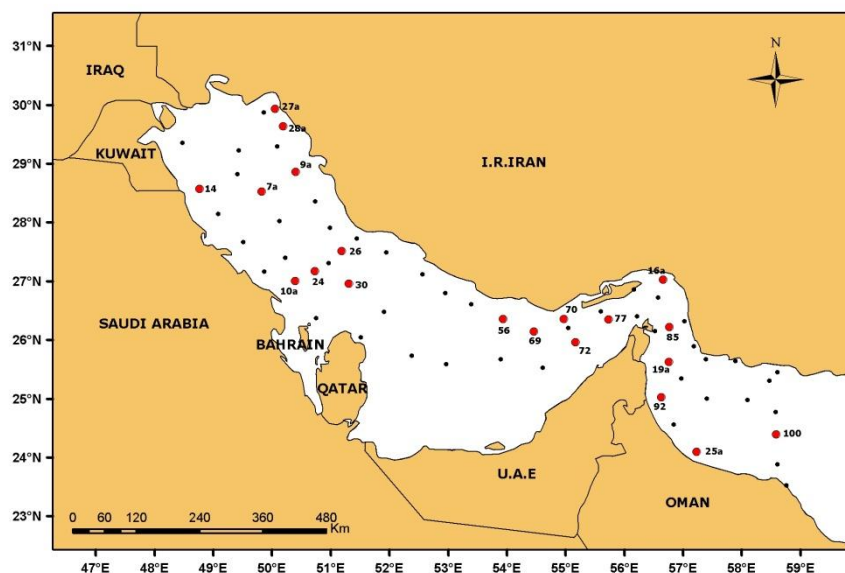 31°N
N
IRAQ
30°N
27a
28a
29°N
KUWAIT
9a
I.R.IRAN
14
7a
28°N
26
27°N
24
10a
30
16a
SAUDI ARABIA
56
70
77
26°N
69
85
BAHRAIN
72
19a
QATAR
25°N
92
100
24°N
25a
U.A.E
OMAN
23°N
0 60 120 240 360 480
Km
47°E 48°E 49°E 50°E 51°E 52°E 53°E 54°E 55°E 56°E 57°E 58°E 59°E